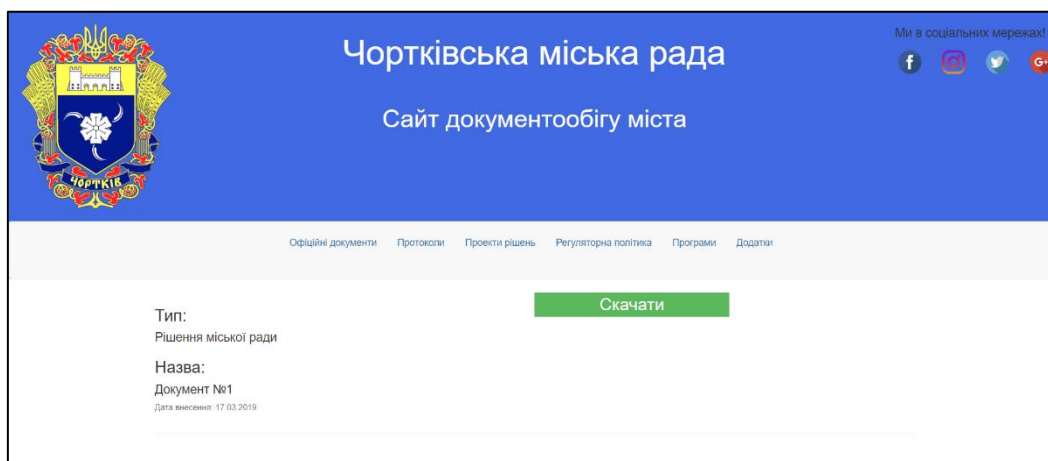 Чортківська міська рада
Ми в соціальних мережах!
f
G+
Сайт документообігу міста
ЧОРТКІВ
Офіційні документи Протоколи Проекти рішень Регуляторна політика Програми Додатки
Скачати
Тип:
Рішення міської ради
Назва:
Документ №1
Дата внесення: 17.03.2019